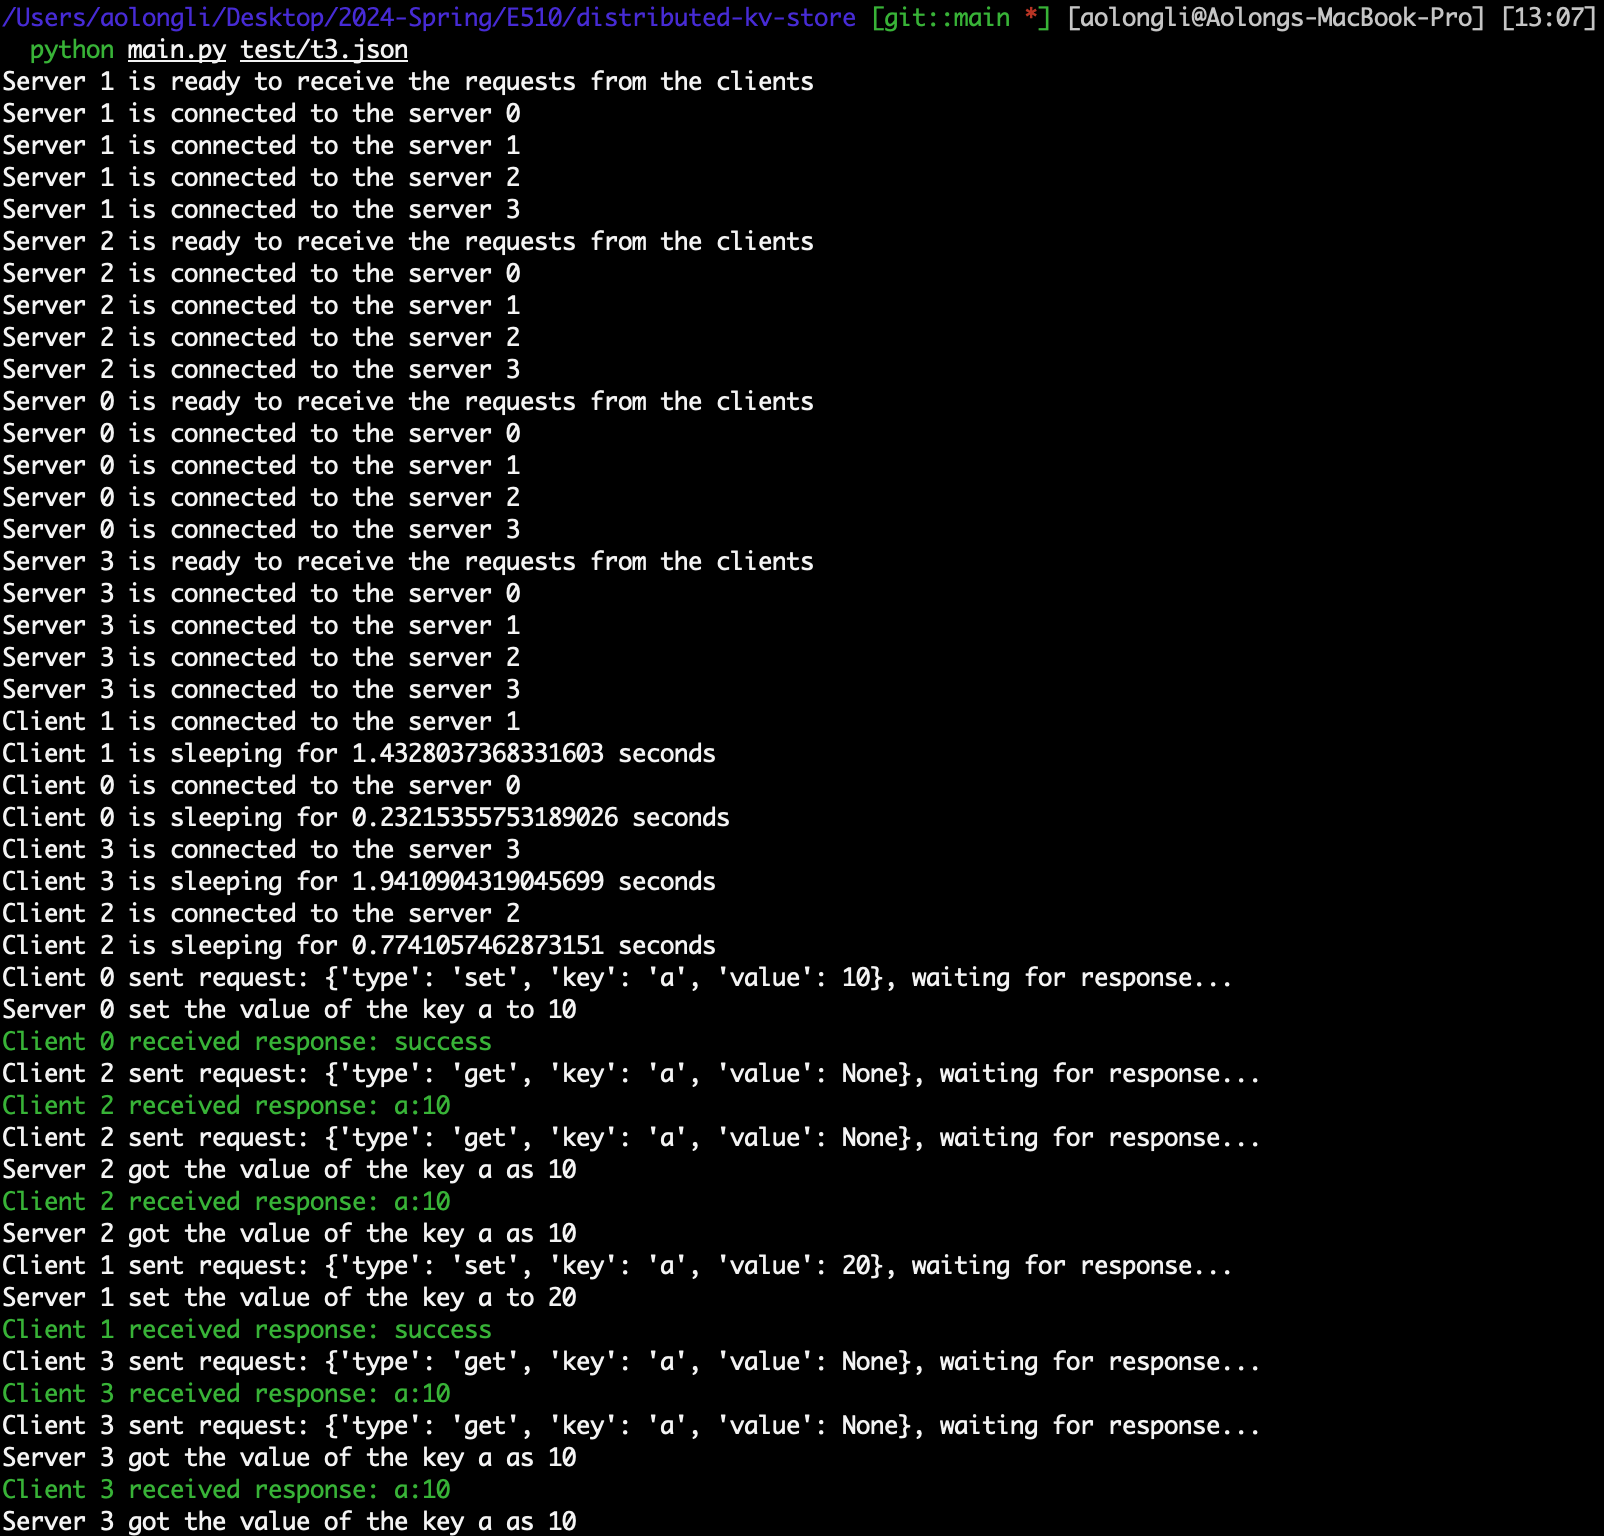 /Users/aolongli/Desktop/2024-Spring/E510/distributed-kv-store [git::main *] [aolongli@Aolongs-MacBook-Pro] [13:07]
python main.py test/t3.json
Server 1 is ready to receive the requests from the clients
Server 1 is connected to the server 0
Server 1 is connected to the server 1
Server 1 is connected to the server 2
Server 1 is connected to the server 3
Server 2 is ready to receive the requests from the clients
Server 2 is connected to the server 0
Server 2 is connected to the server 1
Server 2 is connected to the server 2
Server 2 is connected to the server 3
Server 0 is ready to receive the requests from the clients
Server 0 is connected to the server 0
Server 0 is connected to the server 1
Server 0 is connected to the server 2
Server 0 is connected to the server 3
Server 3 is ready to receive the requests from the clients
Server 3 is connected to the server 0
Server 3 is connected to the server 1
Server 3 is connected to the server 2
Server 3 is connected to the server 3
Client 1 is connected to the server 1
Client 1 is sleeping for 1.4328037368331603 seconds
Client 0 is connected to the server 0
Client 0 is sleeping for 0.23215355753189026 seconds
Client 3 is connected to the server 3
Client 3 is sleeping for 1.9410904319045699 seconds
Client 2 is connected to the server 2
Client 2 is sleeping for 0.7741057462873151 seconds
Client 0 sent request: {'type': 'set', 'key': 'a', 'value': 10}, waiting for response...
Server 0 set the value of the key a to 10
Client 0 received response: success
Client 2 sent request: {'type': 'get', 'key': 'a', 'value': None}, waiting for response...
Client 2 received response: a:10
Client 2 sent request: {'type': 'get', 'key': 'a', 'value': None}, waiting for response...
Server 2 got the value of the key a as 10
Client 2 received response: a:10
Server 2 got the value of the key a as 10
Client 1 sent request: {'type': 'set', 'key': 'a', 'value': 20}, waiting for response...
Server 1 set the value of the key a to 20
Client 1 received response: success
Client 3 sent request: {'type': 'get', 'key': 'a', 'value': None}, waiting for response...
Client 3 received response: a:10
Client 3 sent request: {'type': 'get', 'key': 'a', 'value': None}, waiting for response...
Server 3 got the value of the key a as 10
Client 3 received response: a:10
Server 3 got the value of the key a as 10